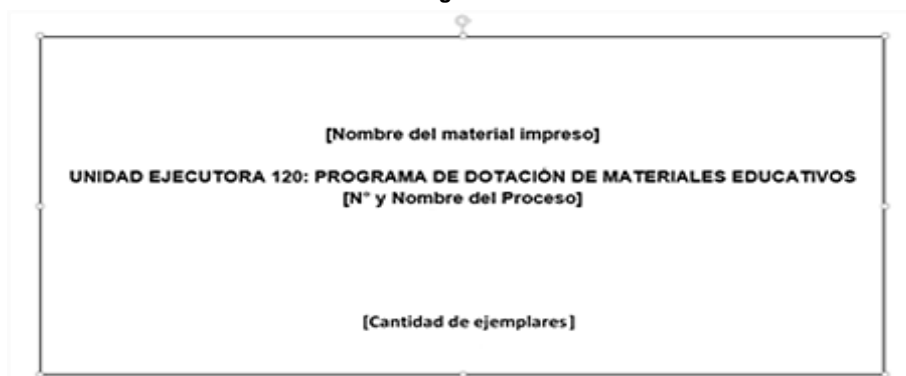 [Nombre del material impreso]
UNIDAD EJECUTORA 120: PROGRAMA DE DOTACIÓN DE MATERIALES EDUCATIVOS
[N° y Nombre del Proceso]
[Cantidad de ejemplares]